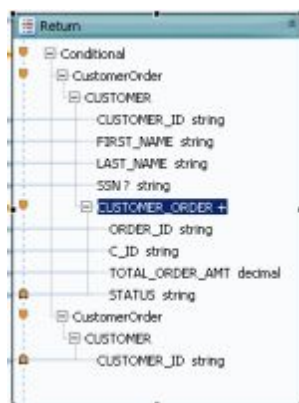 Return
Conditional
CustomerOrder
CUSTOMER
CUSTOMER_ID string
FIRST_NAME string
LAST_NAME string
SSN ? string
CUSTOMER_ORDER +
ORDER_ID string
C_ID string
TOTAL_ORDER_AMT decimal
STATUS string
CustomerOrder
CUSTOMER
CUSTOMER_ID string